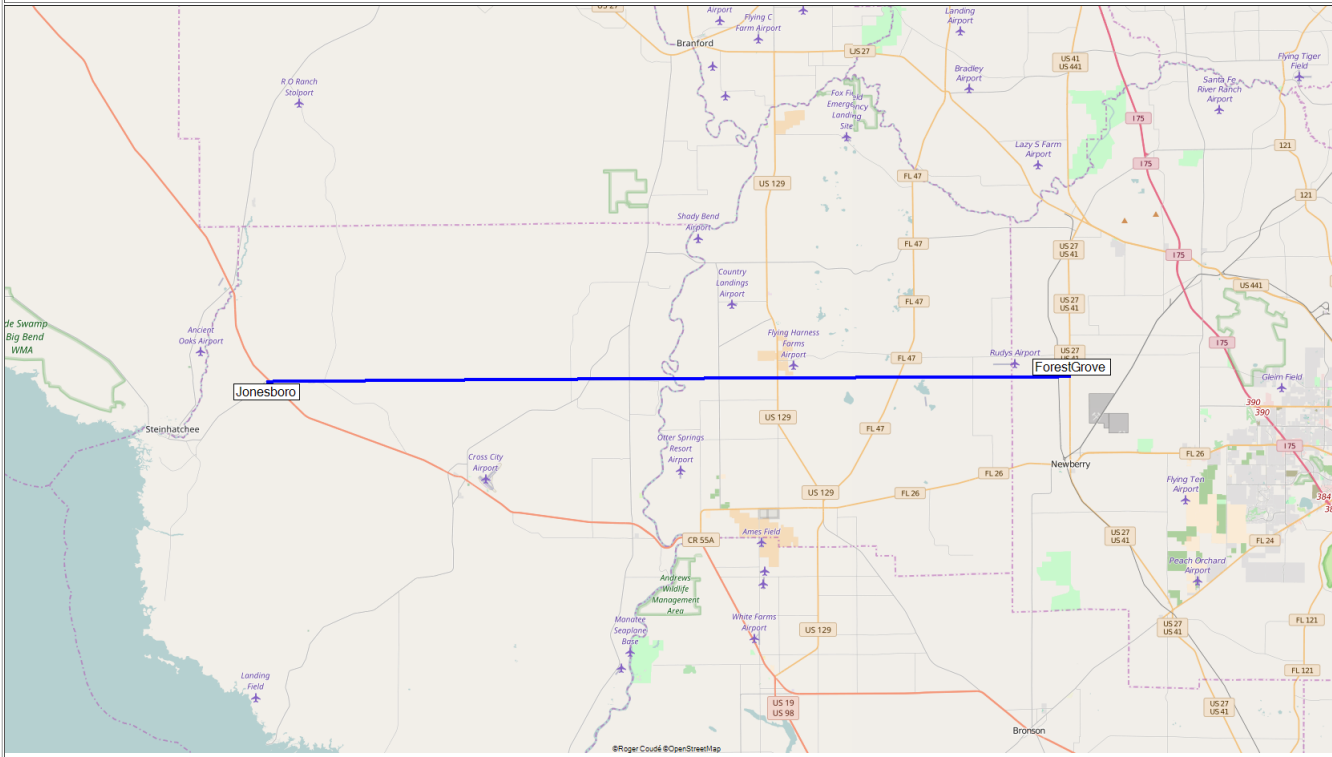 US 27
Airport
Flying C
Farm Airport
Landing
Airport
Branford
US 27
US 41
US 441
Flying Tiger
Field
R O Ranch
Stolport
Bradley
Airport
Santa Fe
River Ranch
Airport
Fox Field
Emergency
Landing
Site
I 75
121
Lazy S Farm
Airport
I 75
FL 47
US 129
121
Shady Bend
Airport
FL 47
US 27
US 41
I 75
Country
Landings
Airport
US 441
FL 47
US 27
US 41
de Swamp
Big Bend
WMA
Ancient
Oaks Airport
Flying Harness
Farms
Airport
FL 47
Rudys Airport
US 27
I 75
ForestGrove
Gleim Field
Jonesboro
390
390
US 129
FL 47
Steinhatchee
Otter Springs
Resort
Airport
I 75
Cross City
Airport
FL 26
Newberry
FL 26
Flying Ten
Airport
US 129
FL 26
384
CR 55A
Ames Field
US 27
US 41
FL 24
Peach Orchard
Airport
Andrews
Wildlife
Management
Area
Manatee
Seaplane
Base
White Farms
Airport
US 129
US 27
US 41
FL 121
Landing
Field
FL 121
US 19
US 98
US 27
US 41
Bronson
©Roger Coudé ©OpenStreetMap